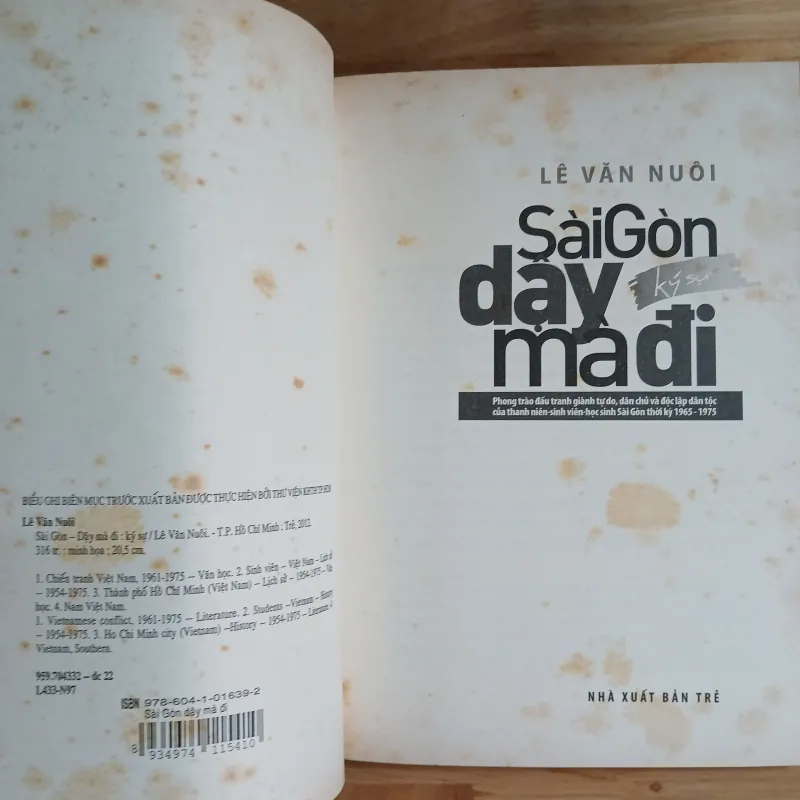 BIỂU GHI BIÊN MỤC TRƯỚC XUẤT BẢN ĐƯỢC THỰC HIỆN BỞI THƯ VIỆN KHTH TP.HCM
Lê Văn Nuôi
Sài Gòn – Dậy mà đi : ký sự / Lê Văn Nuôi. - T.P. Hồ Chí Minh : Trẻ, 2012.
316 tr. : minh họa ; 20,5 cm.
1. Chiến tranh Việt Nam, 1961-1975 -- Văn học. 2. Sinh viên -- Việt Nam -- Lịch sử
-- 1954-1975. 3. Thành phố Hồ Chí Minh (Việt Nam) -- Lịch sử -- 1954-1975 -- Văn
học. 4. Nam Việt Nam.
1. Vietnamese conflict, 1961-1975 -- Literature. 2. Students --Vietnam -- History
-- 1954-1975. 3. Ho Chi Minh city (Vietnam) --History -- 1954-1975 -- Literature. 4.
Vietnam, Southern.
959.704332 -- dc 22
L433-N97
ISBN 978-604-1-01639-2
Sài Gòn dậy mà đi
8 934974 115410
LÊ VĂN NUÔI
SàiGòn
dậy ký sự
mà đi
Phong trào đấu tranh giành tự do, dân chủ và độc lập dân tộc
của thanh niên-sinh viên-học sinh Sài Gòn thời kỳ 1965 - 1975
NHÀ XUẤT BẢN TRẺ